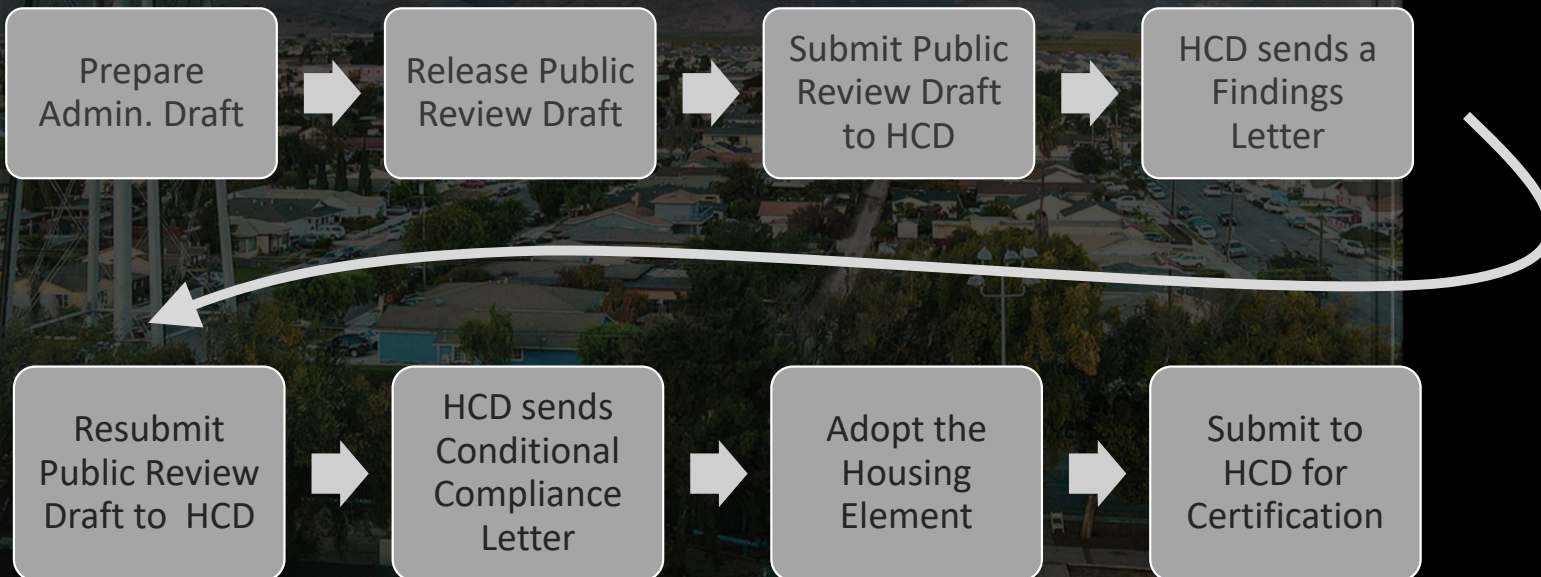 Prepare
Admin. Draft
Release Public
Review Draft
Submit Public
Review Draft
to HCD
HCD sends a
Findings
Letter
Resubmit
Public Review
Draft to HCD
HCD sends
Conditional
Compliance
Letter
Adopt the
Housing
Element
Submit to
HCD for
Certification